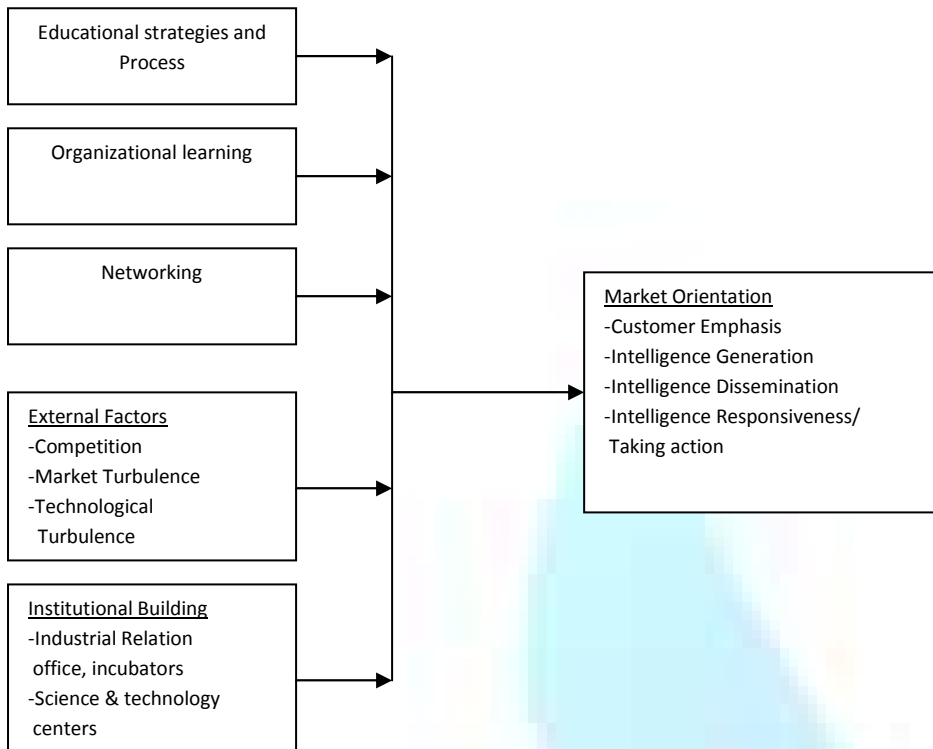 Educational strategies and
Process
Organizational learning
Networking
External Factors
-Competition
-Market Turbulence
-Technological
Turbulence
Institutional Building
-Industrial Relation
office, incubators
-Science & technology
centers
Market Orientation
-Customer Emphasis
-Intelligence Generation
-Intelligence Dissemination
-Intelligence Responsiveness/
Taking action